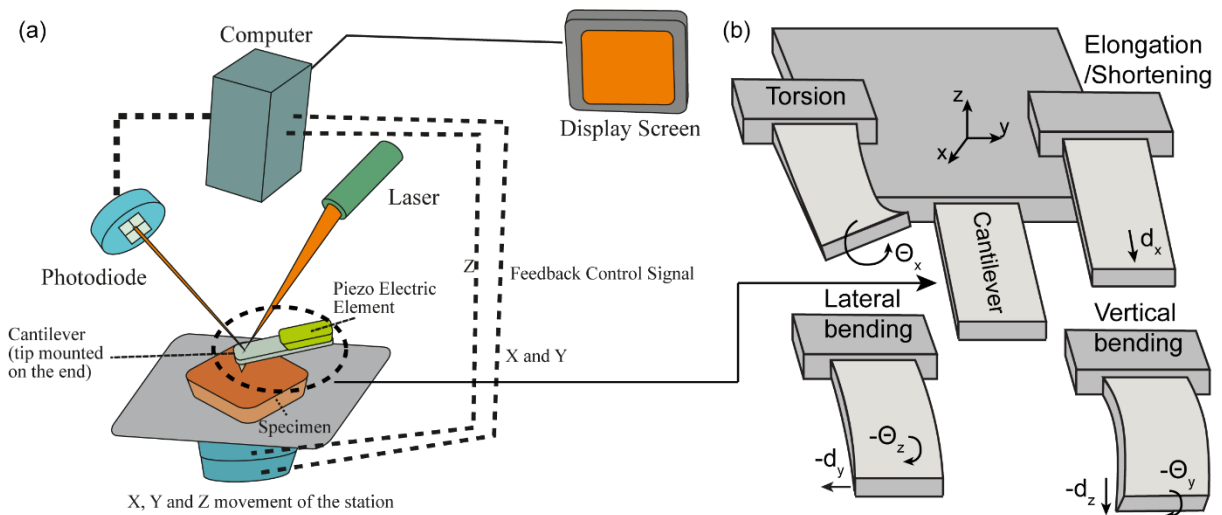 (a)
Computer
Display Screen
Laser
Photodiode
Z
Feedback Control Signal
Piezo Electric
Element
Cantilever
(tip mounted
on the end)
X and Y
Specimen
X, Y and Z movement of the station
(b)
Elongation
/Shortening
Torsion
z
y
x
Θx
Cantilever
dx
Lateral
bending
-Θz
-dy
Vertical
bending
-Θy
-dz